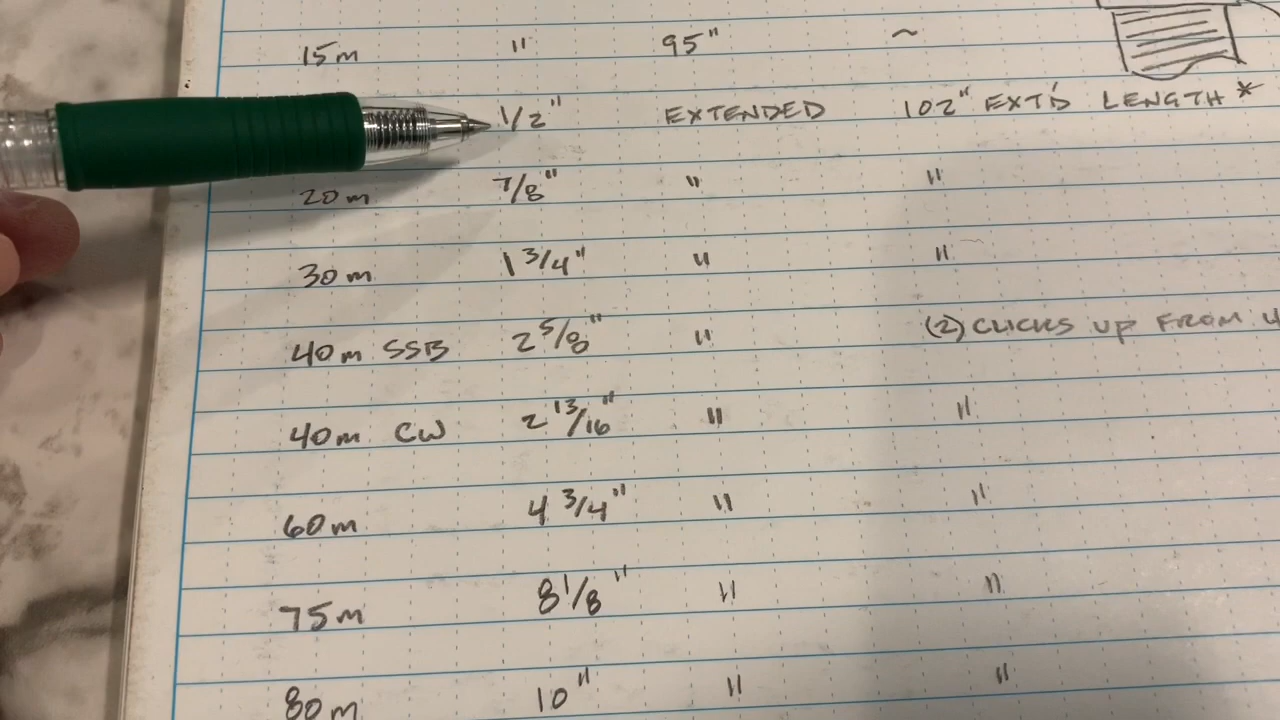 15m " 95" ~
1/2" EXTENDED 102" EXT'D LENGTH*
20m 7/8" " "
30m 1 3/4" " "
40m SSB 2 5/8" " (2) CLICKS UP FROM
40m CW 2 13/16" " "
60m 4 3/4" " "
75m 8 1/8" " "
80m 10" " "